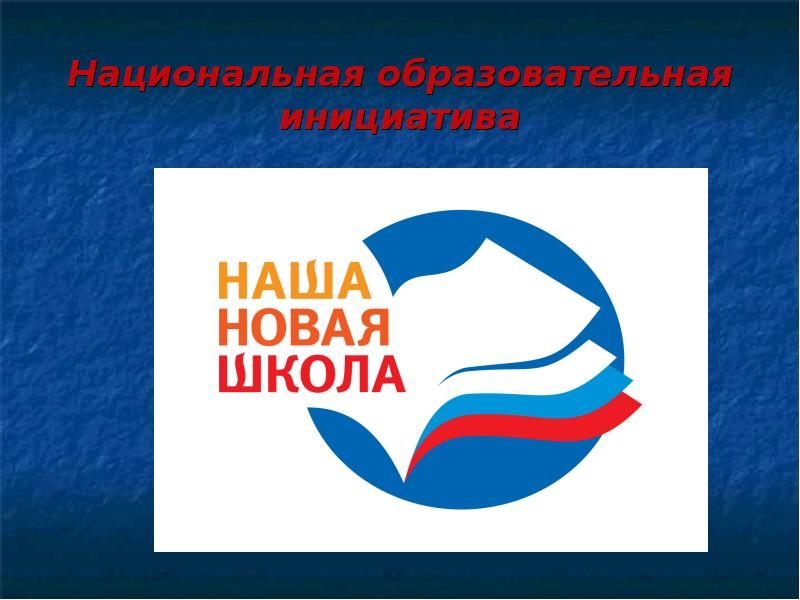 Национальная образовательная
инициатива
НАША
НОВАЯ
ШКОЛА